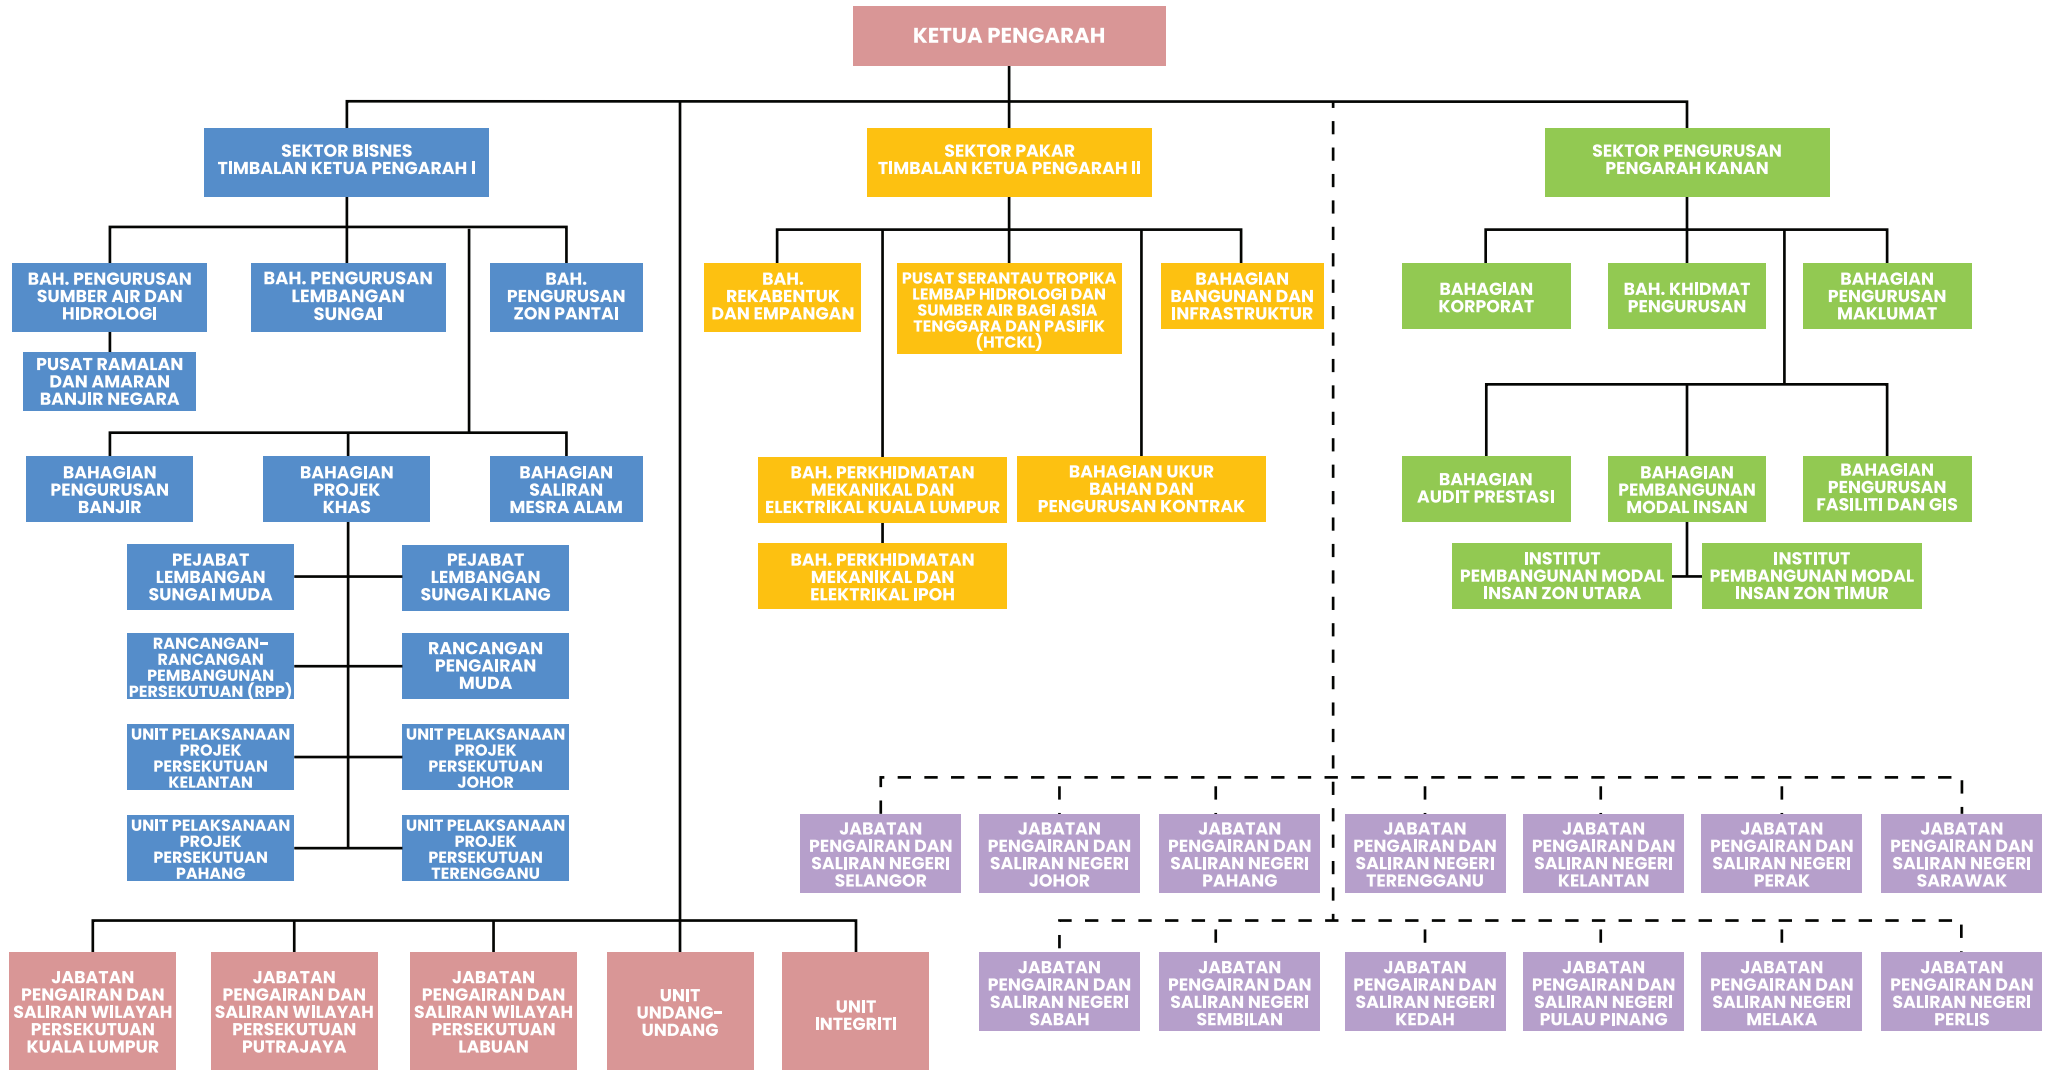 KETUA PENGARAH
SEKTOR BISNES
TIMBALAN KETUA PENGARAH I
SEKTOR PAKAR
TIMBALAN KETUA PENGARAH II
SEKTOR PENGURUSAN
PENGARAH KANAN
BAH. PENGURUSAN
SUMBER AIR DAN
HIDROLOGI
BAH. PENGURUSAN
LEMBANGAN
SUNGAI
BAH.
PENGURUSAN
ZON PANTAI
BAH.
REKABENTUK
DAN EMPANGAN
PUSAT SERANTAU TROPIKA
LEMBAP HIDROLOGI DAN
SUMBER AIR BAGI ASIA
TENGGARA DAN PASIFIK
(HTCKL)
BAHAGIAN
BANGUNAN DAN
INFRASTRUKTUR
BAHAGIAN
KORPORAT
BAH. KHIDMAT
PENGURUSAN
BAHAGIAN
PENGURUSAN
MAKLUMAT
PUSAT RAMALAN
DAN AMARAN
BANJIR NEGARA
BAHAGIAN
PENGURUSAN
BANJIR
BAHAGIAN
PROJEK
KHAS
BAHAGIAN
SALIRAN
MESRA ALAM
BAH. PERKHIDMATAN
MEKANIKAL DAN
ELEKTRIKAL KUALA LUMPUR
BAHAGIAN UKUR
BAHAN DAN
PENGURUSAN KONTRAK
BAHAGIAN
AUDIT PRESTASI
BAHAGIAN
PEMBANGUNAN
MODAL INSAN
BAHAGIAN
PENGURUSAN
FASILITI DAN GIS
PEJABAT
LEMBANGAN
SUNGAI MUDA
PEJABAT
LEMBANGAN
SUNGAI KLANG
BAH. PERKHIDMATAN
MEKANIKAL DAN
ELEKTRIKAL IPOH
INSTITUT
PEMBANGUNAN MODAL
INSAN ZON UTARA
INSTITUT
PEMBANGUNAN MODAL
INSAN ZON TIMUR
RANCANGAN-
RANCANGAN
PEMBANGUNAN
PERSEKUTUAN (RPP)
RANCANGAN
PENGAIRAN
MUDA
UNIT PELAKSANAAN
PROJEK
PERSEKUTUAN
KELANTAN
UNIT PELAKSANAAN
PROJEK
PERSEKUTUAN
JOHOR
UNIT PELAKSANAAN
PROJEK
PERSEKUTUAN
PAHANG
UNIT PELAKSANAAN
PROJEK
PERSEKUTUAN
TERENGGANU
JABATAN
PENGAIRAN DAN
SALIRAN NEGERI
SELANGOR
JABATAN
PENGAIRAN DAN
SALIRAN NEGERI
JOHOR
JABATAN
PENGAIRAN DAN
SALIRAN NEGERI
PAHANG
JABATAN
PENGAIRAN DAN
SALIRAN NEGERI
TERENGGANU
JABATAN
PENGAIRAN DAN
SALIRAN NEGERI
KELANTAN
JABATAN
PENGAIRAN DAN
SALIRAN NEGERI
PERAK
JABATAN
PENGAIRAN DAN
SALIRAN NEGERI
SARAWAK
JABATAN
PENGAIRAN DAN
SALIRAN WILAYAH
PERSEKUTUAN
KUALA LUMPUR
JABATAN
PENGAIRAN DAN
SALIRAN WILAYAH
PERSEKUTUAN
PUTRAJAYA
JABATAN
PENGAIRAN DAN
SALIRAN WILAYAH
PERSEKUTUAN
LABUAN
UNIT
UNDANG-
UNDANG
UNIT
INTEGRITI
JABATAN
PENGAIRAN DAN
SALIRAN NEGERI
SABAH
JABATAN
PENGAIRAN DAN
SALIRAN NEGERI
SEMBILAN
JABATAN
PENGAIRAN DAN
SALIRAN NEGERI
KEDAH
JABATAN
PENGAIRAN DAN
SALIRAN NEGERI
PULAU PINANG
JABATAN
PENGAIRAN DAN
SALIRAN NEGERI
MELAKA
JABATAN
PENGAIRAN DAN
SALIRAN NEGERI
PERLIS